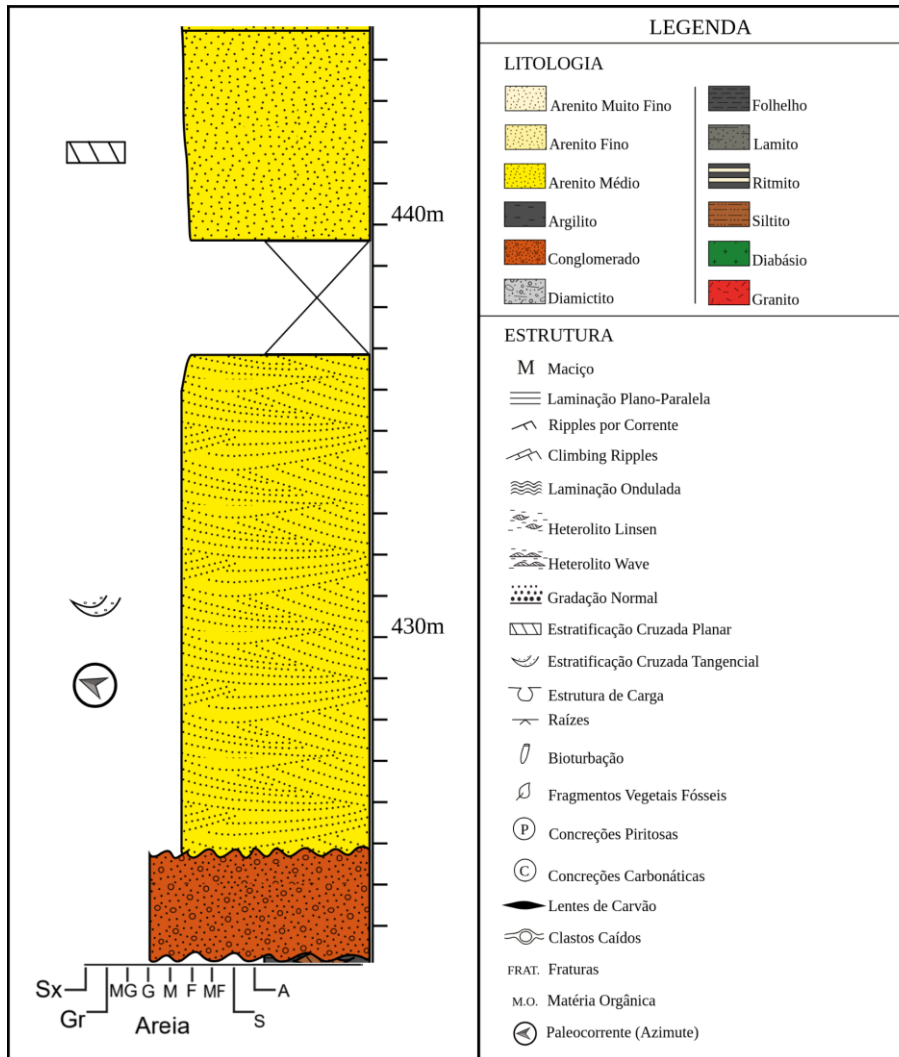 440m
430m
Sx
Gr
MG
G
M
F
MF
S
A
Areia
LEGENDA
LITOLOGIA
Arenito Muito Fino
Arenito Fino
Arenito Médio
Argilito
Conglomerado
Diamictito
Folhelho
Lamito
Ritmito
Siltito
Diabásio
Granito
ESTRUTURA
M Maciço
Laminação Plano-Paralela
Ripples por Corrente
Climbing Ripples
Laminação Ondulada
Heterolito Linsen
Heterolito Wave
Gradação Normal
Estratificação Cruzada Planar
Estratificação Cruzada Tangencial
Estrutura de Carga
Raízes
Bioturbação
Fragmentos Vegetais Fósseis
P Concreções Piritosas
C Concreções Carbonáticas
Lentes de Carvão
Clastos Caídos
FRAT. Fraturas
M.O. Matéria Orgânica
Paleocorrente (Azimute)